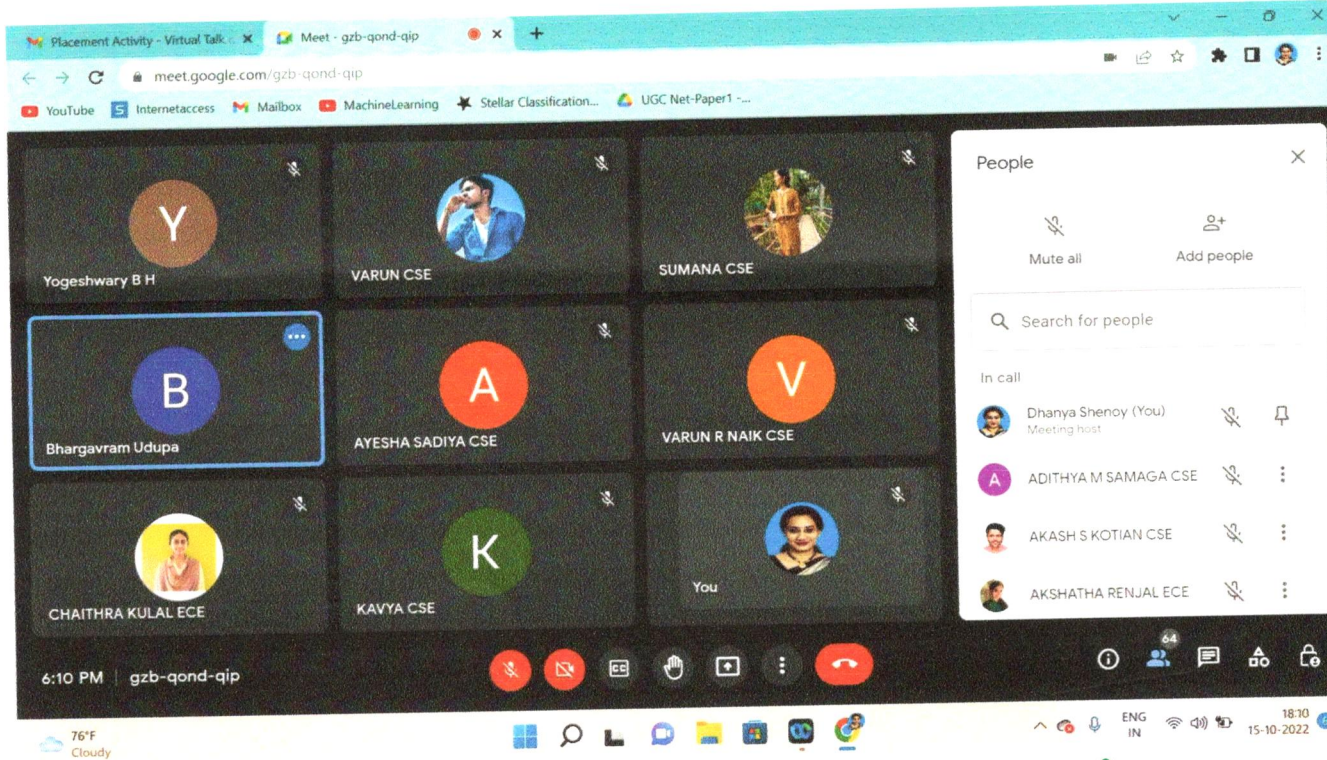 Placement Activity - Virtual Talk
Meet - gzb-qond-qip
meet.google.com/gzb-qond-qip
YouTube
Internetaccess
Mailbox
MachineLearning
Stellar Classification...
UGC Net-Paper1 -...
Y
Yogeshwary B H
VARUN CSE
SUMANA CSE
B
Bhargavram Udupa
A
AYESHA SADIYA CSE
V
VARUN R NAIK CSE
CHAITHRA KULAL ECE
K
KAVYA CSE
You
People
Mute all
Add people
Search for people
In call
Dhanya Shenoy (You)
Meeting host
A
ADITHYA M SAMAGA CSE
AKASH S KOTIAN CSE
AKSHATHA RENJAL ECE
6:10 PM | gzb-qond-qip
CC
64
76°F
Cloudy
ENG
IN
18:10
15-10-2022